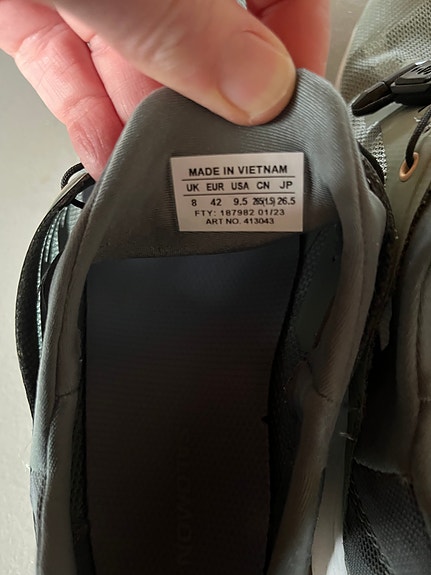 MADE IN VIETNAM
UK EUR USA CN JP
8 42 9.5 265(1.5) 26.5
FTY: 187982 01/23
ART NO. 413043